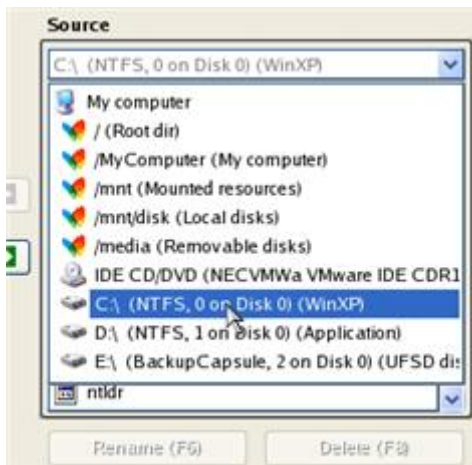 Source
C:\ (NTFS, 0 on Disk 0) (WinXP)
My computer
/ (Root dir)
/MyComputer (My computer)
/mnt (Mounted resources)
/mnt/disk (Local disks)
/media (Removable disks)
IDE CD/DVD (NECVMWa VMware IDE CDR1
C:\ (NTFS, 0 on Disk 0) (WinXP)
D:\ (NTFS, 1 on Disk 0) (Application)
E:\ (BackupCapsule, 2 on Disk 0) (UFSD di
ntldr
Rename (F6) Delete (F8)